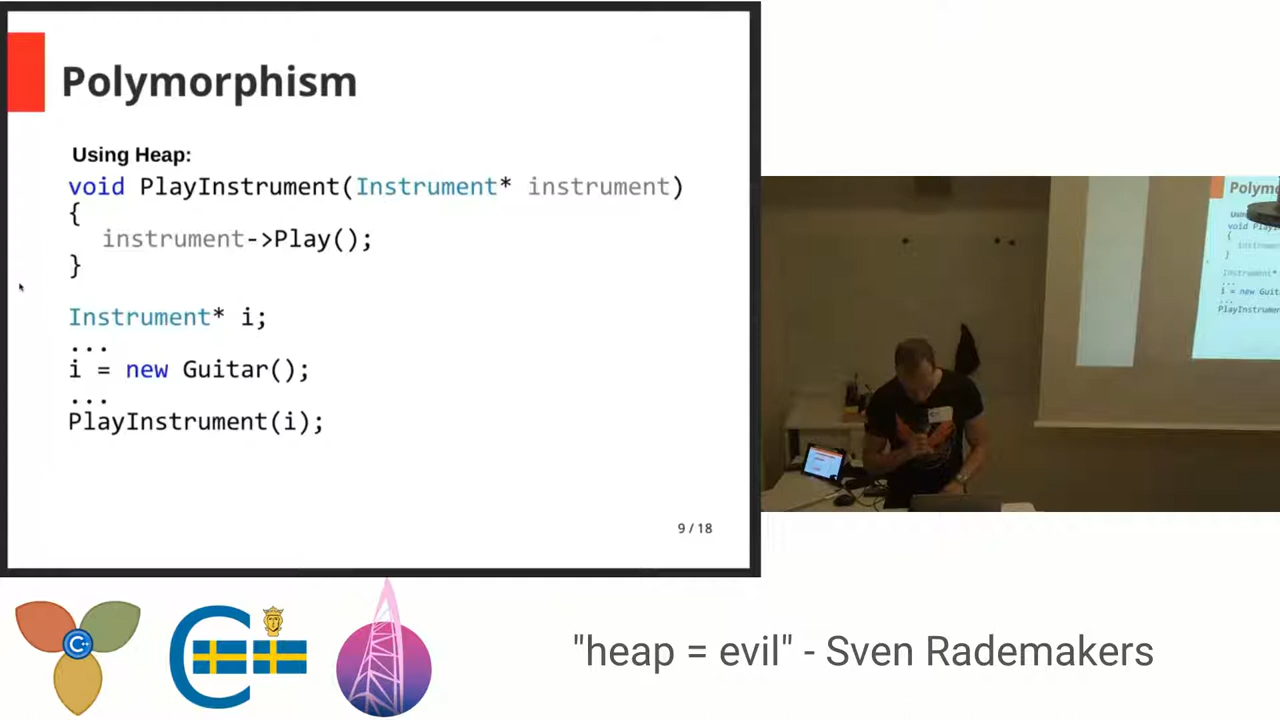 Polymorphism
Using Heap:
void PlayInstrument(Instrument* instrument)
{
instrument->Play();
}
Instrument* i;
...
i = new Guitar();
...
PlayInstrument(i);
9 / 18
"heap = evil" - Sven Rademakers
C++